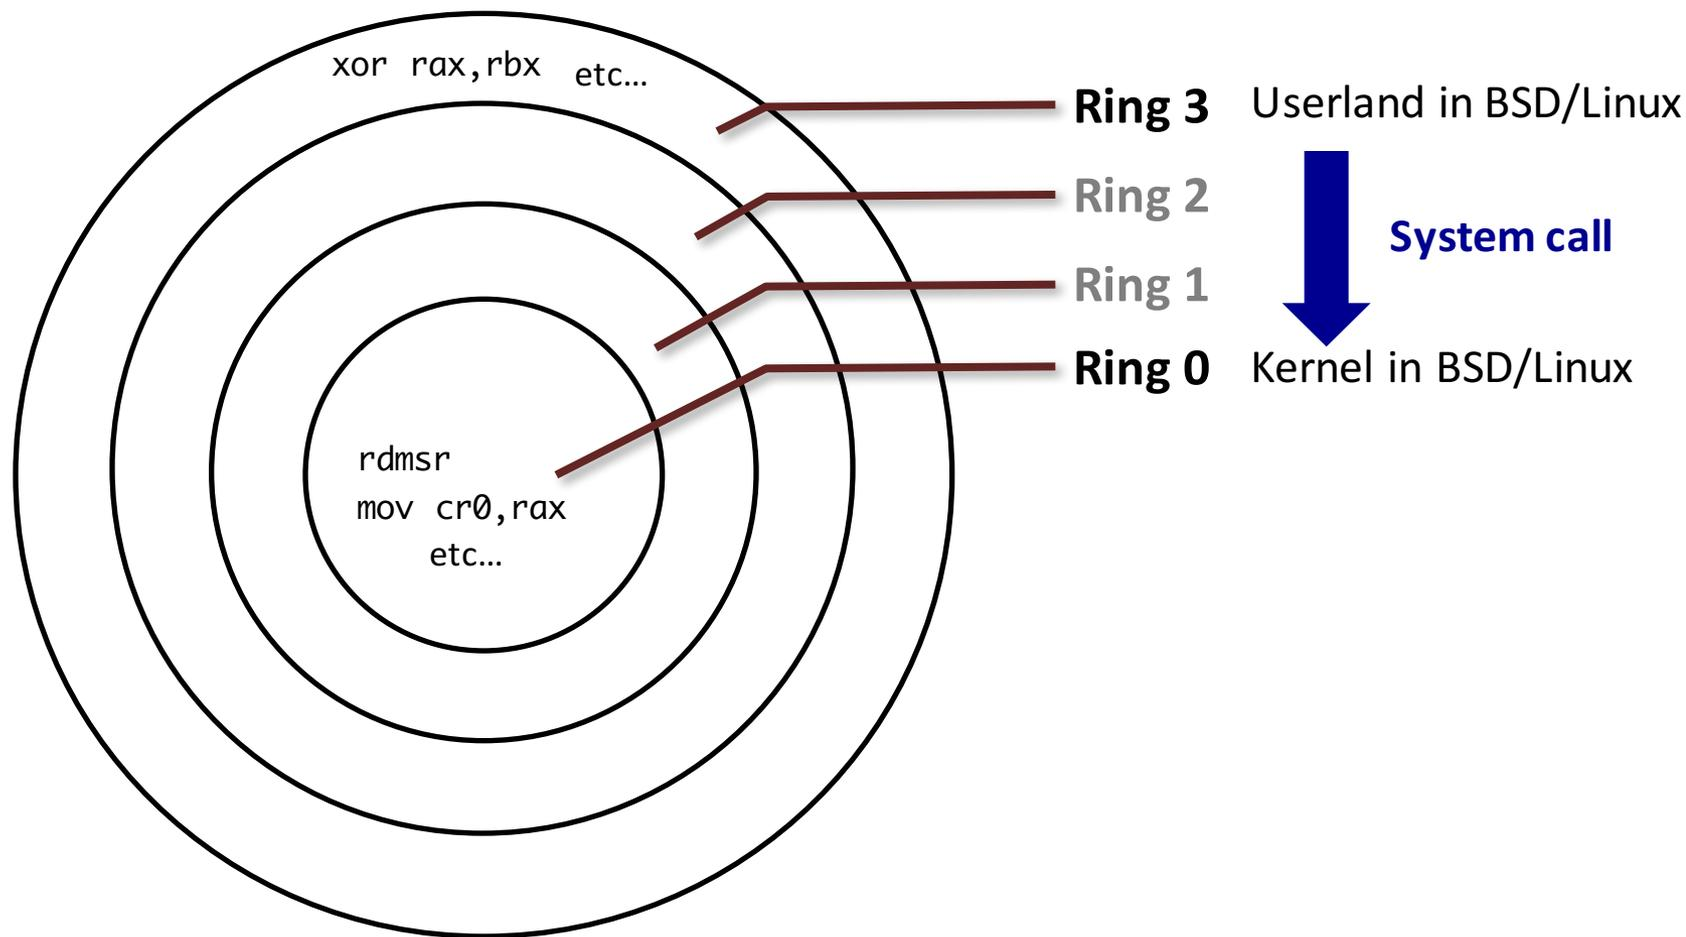 xor rax,rbx etc...
Ring 3 Userland in BSD/Linux
Ring 2
System call
Ring 1
Ring 0 Kernel in BSD/Linux
rdmsr
mov cr0,rax
etc...